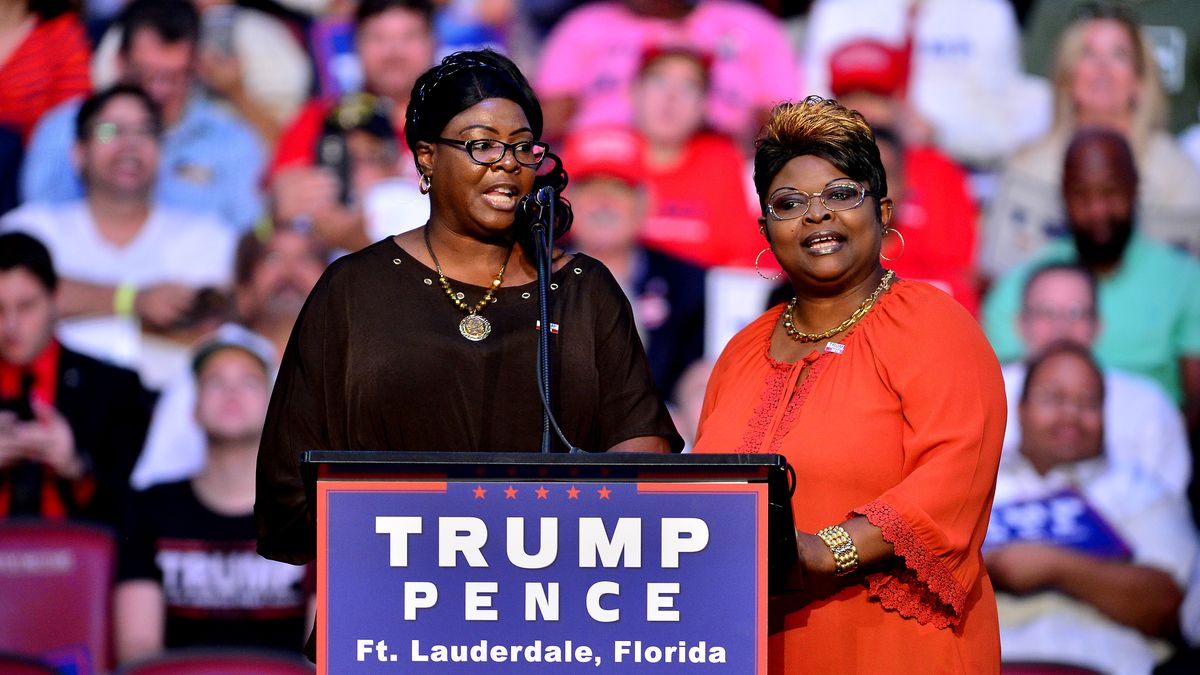 TRUMP
PENCE
Ft. Lauderdale, Florida
TRUMP